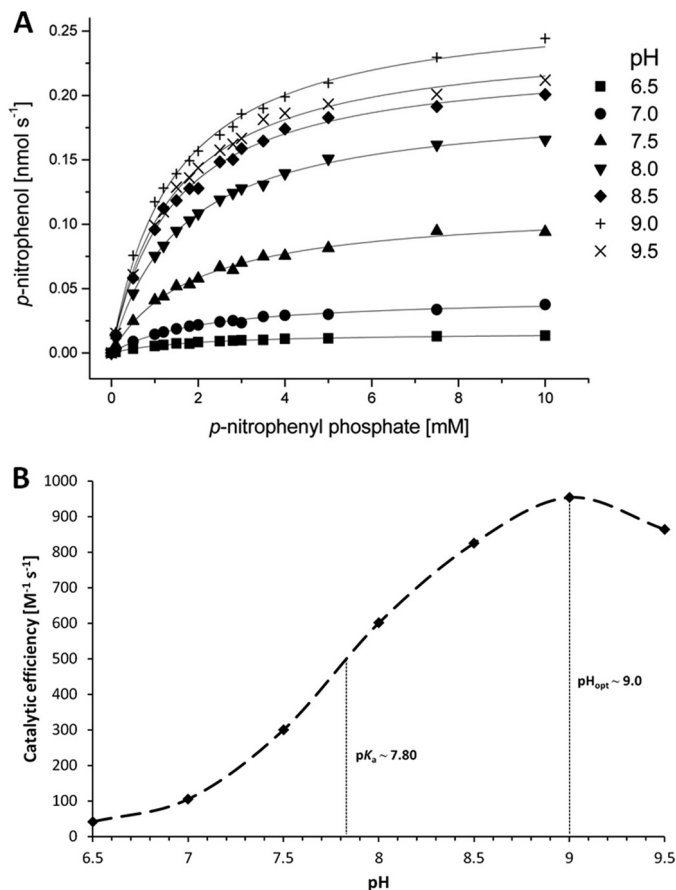 A
0.25
0.20
0.15
0.10
0.05
0.00
p-nitrophenol [nmol s⁻¹]
0 2 4 6 8 10
p-nitrophenyl phosphate [mM]
pH
6.5
7.0
7.5
8.0
8.5
9.0
9.5
B
1000
900
800
700
600
500
400
300
200
100
0
Catalytic efficiency [M⁻¹ s⁻¹]
pKₐ ~ 7.80
pHₒₚₜ ~ 9.0
6.5 7 7.5 8 8.5 9 9.5
pH